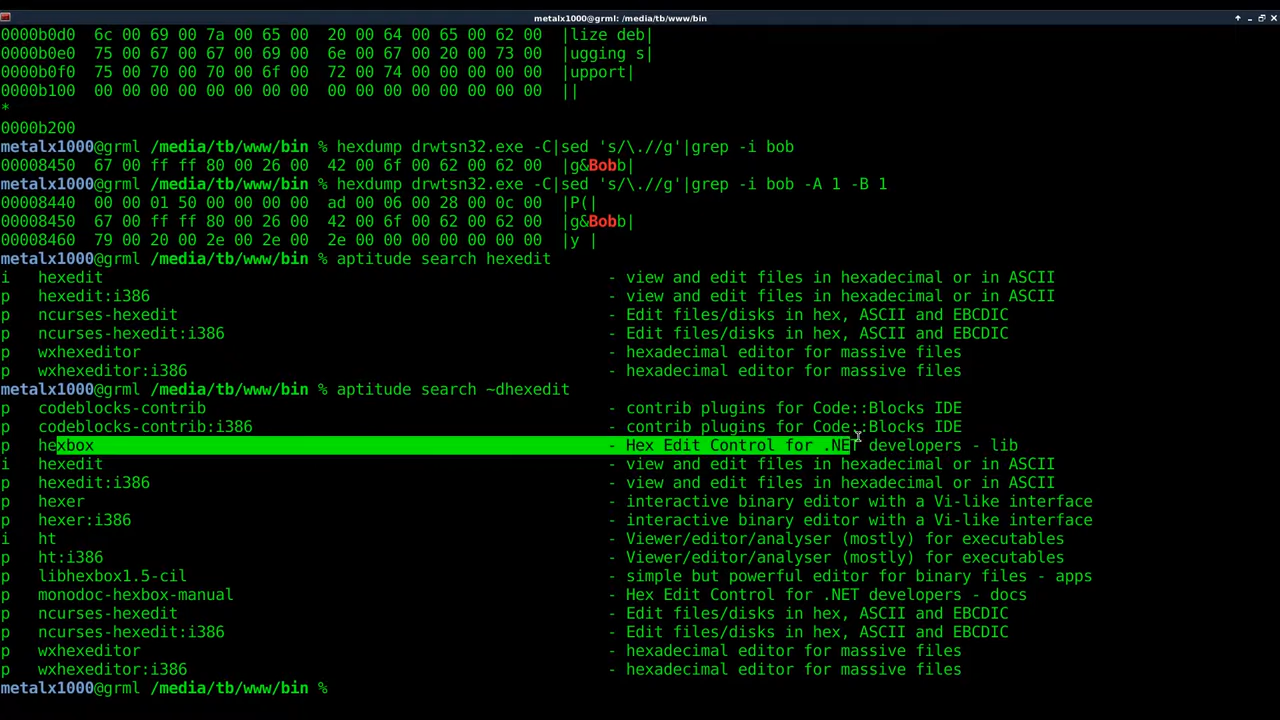 metalx1000@grml: /media/tb/www/bin
0000b0d0  6c 00 69 00 7a 00 65 00  20 00 64 00 65 00 62 00  |lize deb|
0000b0e0  75 00 67 00 67 00 69 00  6e 00 67 00 20 00 73 00  |ugging s|
0000b0f0  75 00 70 00 70 00 6f 00  72 00 74 00 00 00 00 00  |upport|
0000b100  00 00 00 00 00 00 00 00  00 00 00 00 00 00 00 00  ||
*
0000b200
metalx1000@grml /media/tb/www/bin % hexdump drwtsn32.exe -C|sed 's/\.//g'|grep -i bob
00008450  67 00 ff ff 80 00 26 00  42 00 6f 00 62 00 62 00  |g&Bobb|
metalx1000@grml /media/tb/www/bin % hexdump drwtsn32.exe -C|sed 's/\.//g'|grep -i bob -A 1 -B 1
00008440  00 00 01 50 00 00 00 00  ad 00 06 00 28 00 0c 00  |P(|
00008450  67 00 ff ff 80 00 26 00  42 00 6f 00 62 00 62 00  |g&Bobb|
00008460  79 00 20 00 2e 00 2e 00  2e 00 00 00 00 00 00 00  |y |
metalx1000@grml /media/tb/www/bin % aptitude search hexedit
i   hexedit - view and edit files in hexadecimal or in ASCII
p   hexedit:i386 - view and edit files in hexadecimal or in ASCII
p   ncurses-hexedit - Edit files/disks in hex, ASCII and EBCDIC
p   ncurses-hexedit:i386 - Edit files/disks in hex, ASCII and EBCDIC
p   wxhexeditor - hexadecimal editor for massive files
p   wxhexeditor:i386 - hexadecimal editor for massive files
metalx1000@grml /media/tb/www/bin % aptitude search ~dhexedit
p   codeblocks-contrib - contrib plugins for Code::Blocks IDE
p   codeblocks-contrib:i386 - contrib plugins for Code::Blocks IDE
p   hexbox - Hex Edit Control for .NET developers - lib
i   hexedit - view and edit files in hexadecimal or in ASCII
p   hexedit:i386 - view and edit files in hexadecimal or in ASCII
p   hexer - interactive binary editor with a Vi-like interface
p   hexer:i386 - interactive binary editor with a Vi-like interface
i   ht - Viewer/editor/analyser (mostly) for executables
p   ht:i386 - Viewer/editor/analyser (mostly) for executables
p   libhexbox1.5-cil - simple but powerful editor for binary files - apps
p   monodoc-hexbox-manual - Hex Edit Control for .NET developers - docs
p   ncurses-hexedit - Edit files/disks in hex, ASCII and EBCDIC
p   ncurses-hexedit:i386 - Edit files/disks in hex, ASCII and EBCDIC
p   wxhexeditor - hexadecimal editor for massive files
p   wxhexeditor:i386 - hexadecimal editor for massive files
metalx1000@grml /media/tb/www/bin %